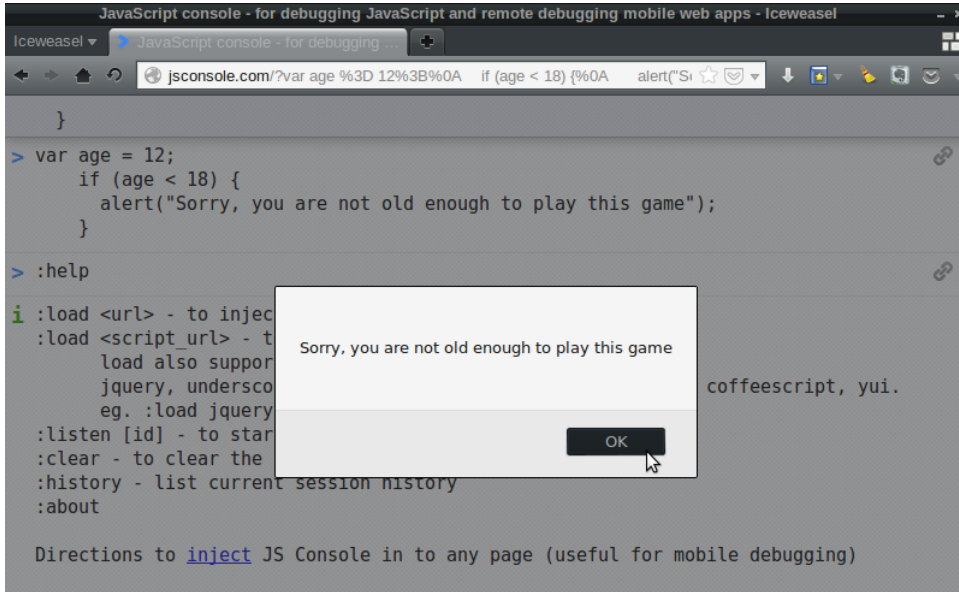 JavaScript console - for debugging JavaScript and remote debugging mobile web apps - Iceweasel
Iceweasel
JavaScript console - for debugging ...
jsconsole.com/?var age %3D 12%3B%0A if (age < 18) {%0A alert("S
}
> var age = 12;
if (age < 18) {
alert("Sorry, you are not old enough to play this game");
}
> :help
i :load <url> - to injec
:load <script_url> - t
load also suppor
jquery, undersco coffeescript, yui.
eg. :load jquery
:listen [id] - to star
:clear - to clear the
:history - list current session history
:about
Directions to inject JS Console in to any page (useful for mobile debugging)
Sorry, you are not old enough to play this game
OK